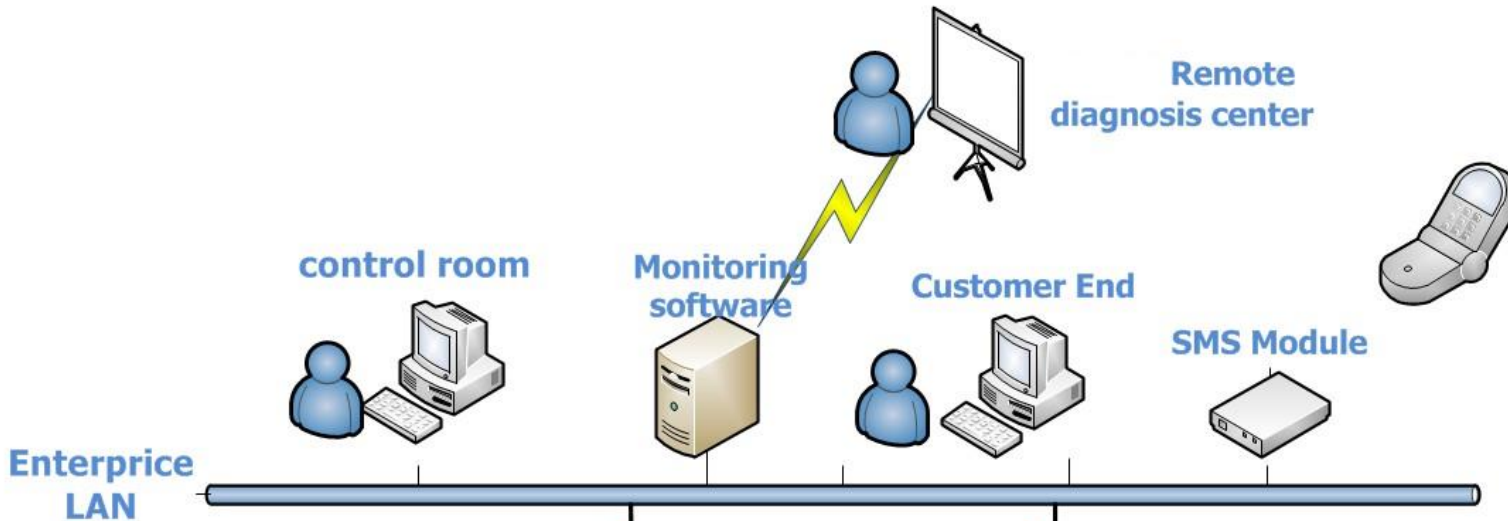 Remote
diagnosis center
control room
Monitoring
software
Customer End
SMS Module
Enterprice
LAN